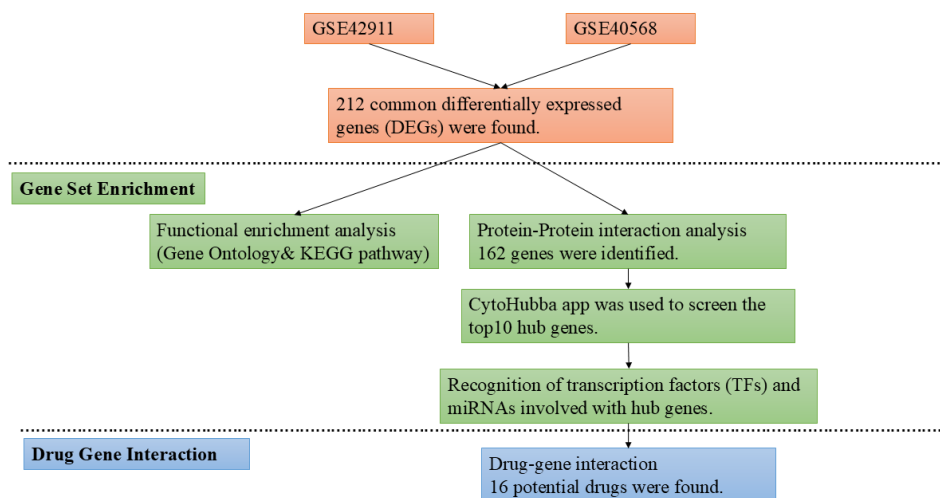 GSE42911
GSE40568
212 common differentially expressed
genes (DEGs) were found.
Gene Set Enrichment
Functional enrichment analysis
(Gene Ontology& KEGG pathway)
Protein-Protein interaction analysis
162 genes were identified.
CytoHubba app was used to screen the
top10 hub genes.
Recognition of transcription factors (TFs) and
miRNAs involved with hub genes.
Drug Gene Interaction
Drug-gene interaction
16 potential drugs were found.